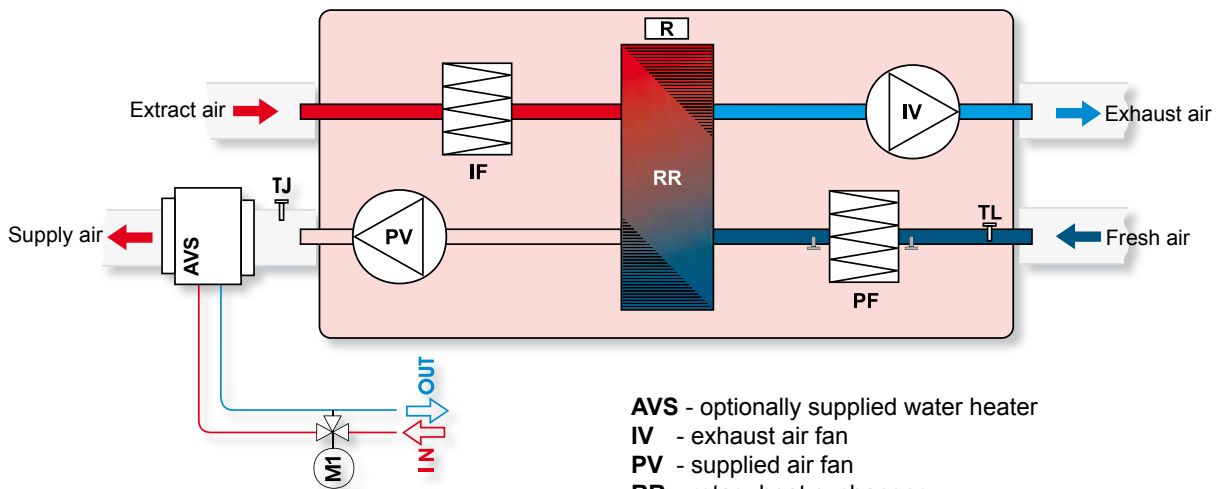 R
Extract air
IV
Exhaust air
IF
RR
TJ
TL
Supply air
AVS
PV
Fresh air
PF
OUT
IN
M1
AVS - optionally supplied water heater
IV - exhaust air fan
PV - supplied air fan